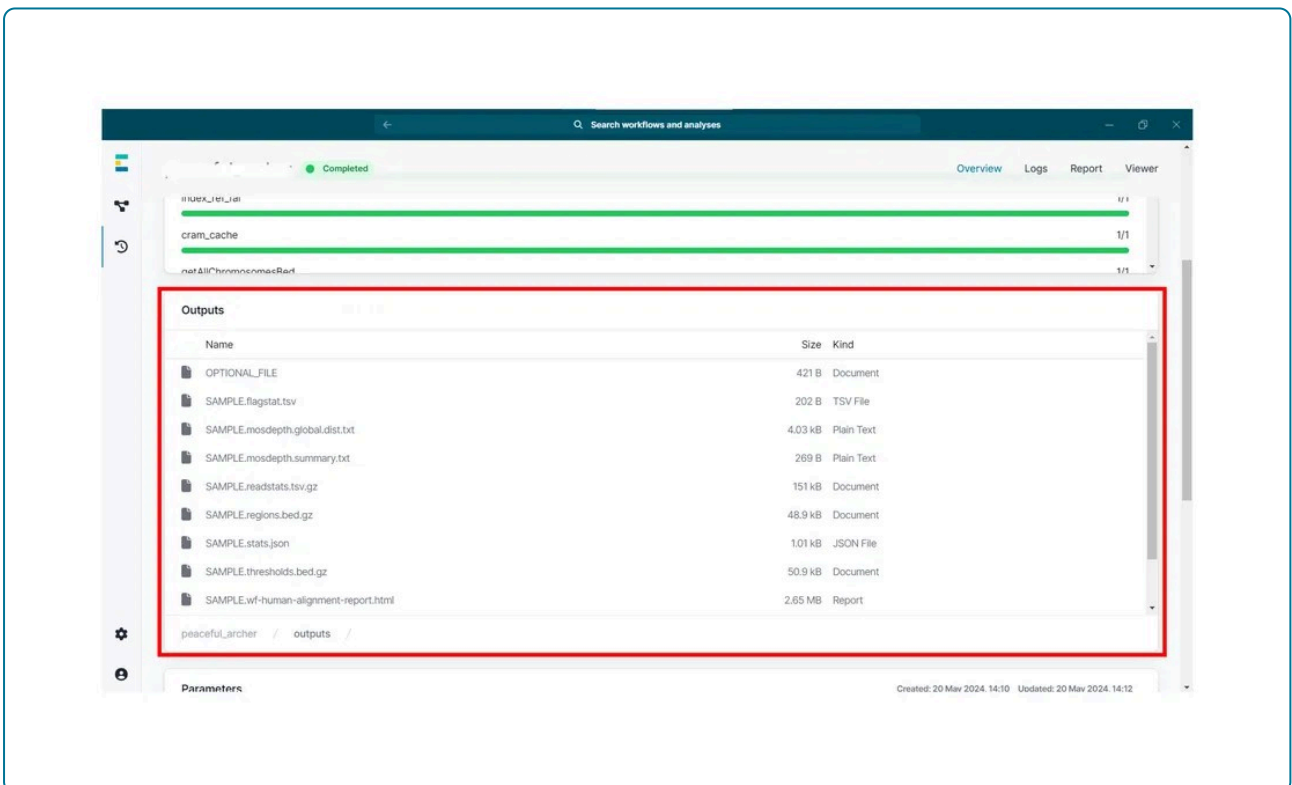 Search workflows and analyses
Completed
Overview Logs Report Viewer
index_ref_fai 1/1
cram_cache 1/1
getAllChromosomesBed 1/1
Outputs
Name Size Kind
OPTIONAL_FILE 421 B Document
SAMPLE.flagstat.tsv 202 B TSV File
SAMPLE.mosdepth.global.dist.txt 4.03 kB Plain Text
SAMPLE.mosdepth.summary.txt 269 B Plain Text
SAMPLE.readstats.tsv.gz 151 kB Document
SAMPLE.regions.bed.gz 48.9 kB Document
SAMPLE.stats.json 1.01 kB JSON File
SAMPLE.thresholds.bed.gz 50.9 kB Document
SAMPLE.wf-human-alignment-report.html 2.65 MB Report
peaceful_archer / outputs /
Parameters Created: 20 May 2024, 14:10 Updated: 20 May 2024, 14:12